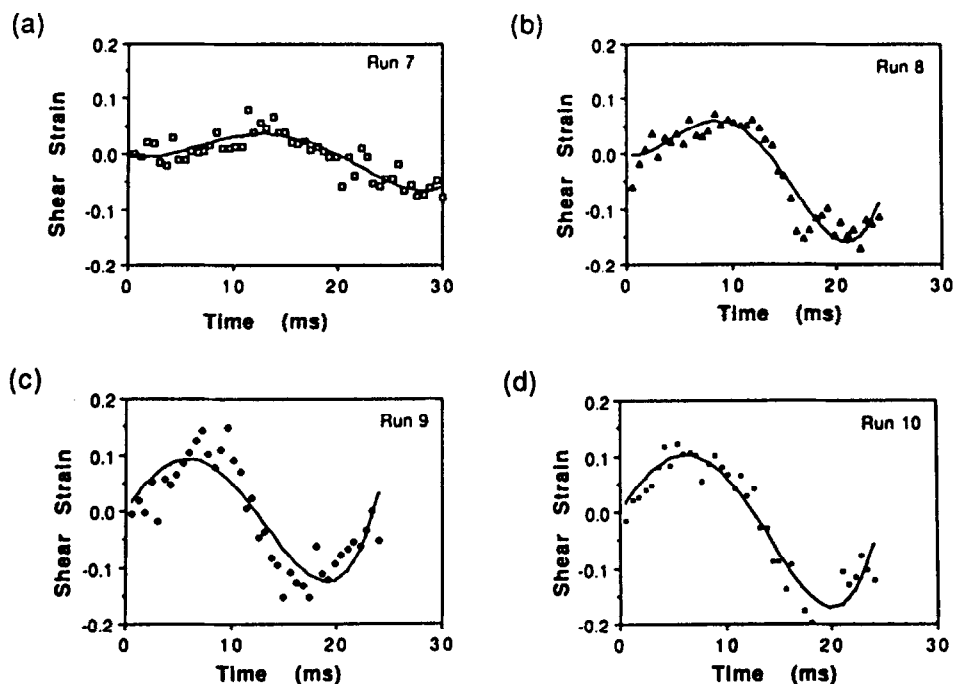 (a)
0.2
0.1
0.0
-0.1
-0.2
Shear Strain
Run 7
0 10 20 30
Time (ms)
(b)
0.2
0.1
0.0
-0.1
-0.2
Shear Strain
Run 8
0 10 20 30
Time (ms)
(c)
0.2
0.1
0.0
-0.1
-0.2
Shear Strain
Run 9
0 10 20 30
Time (ms)
(d)
0.2
0.1
0.0
-0.1
-0.2
Shear Strain
Run 10
0 10 20 30
Time (ms)